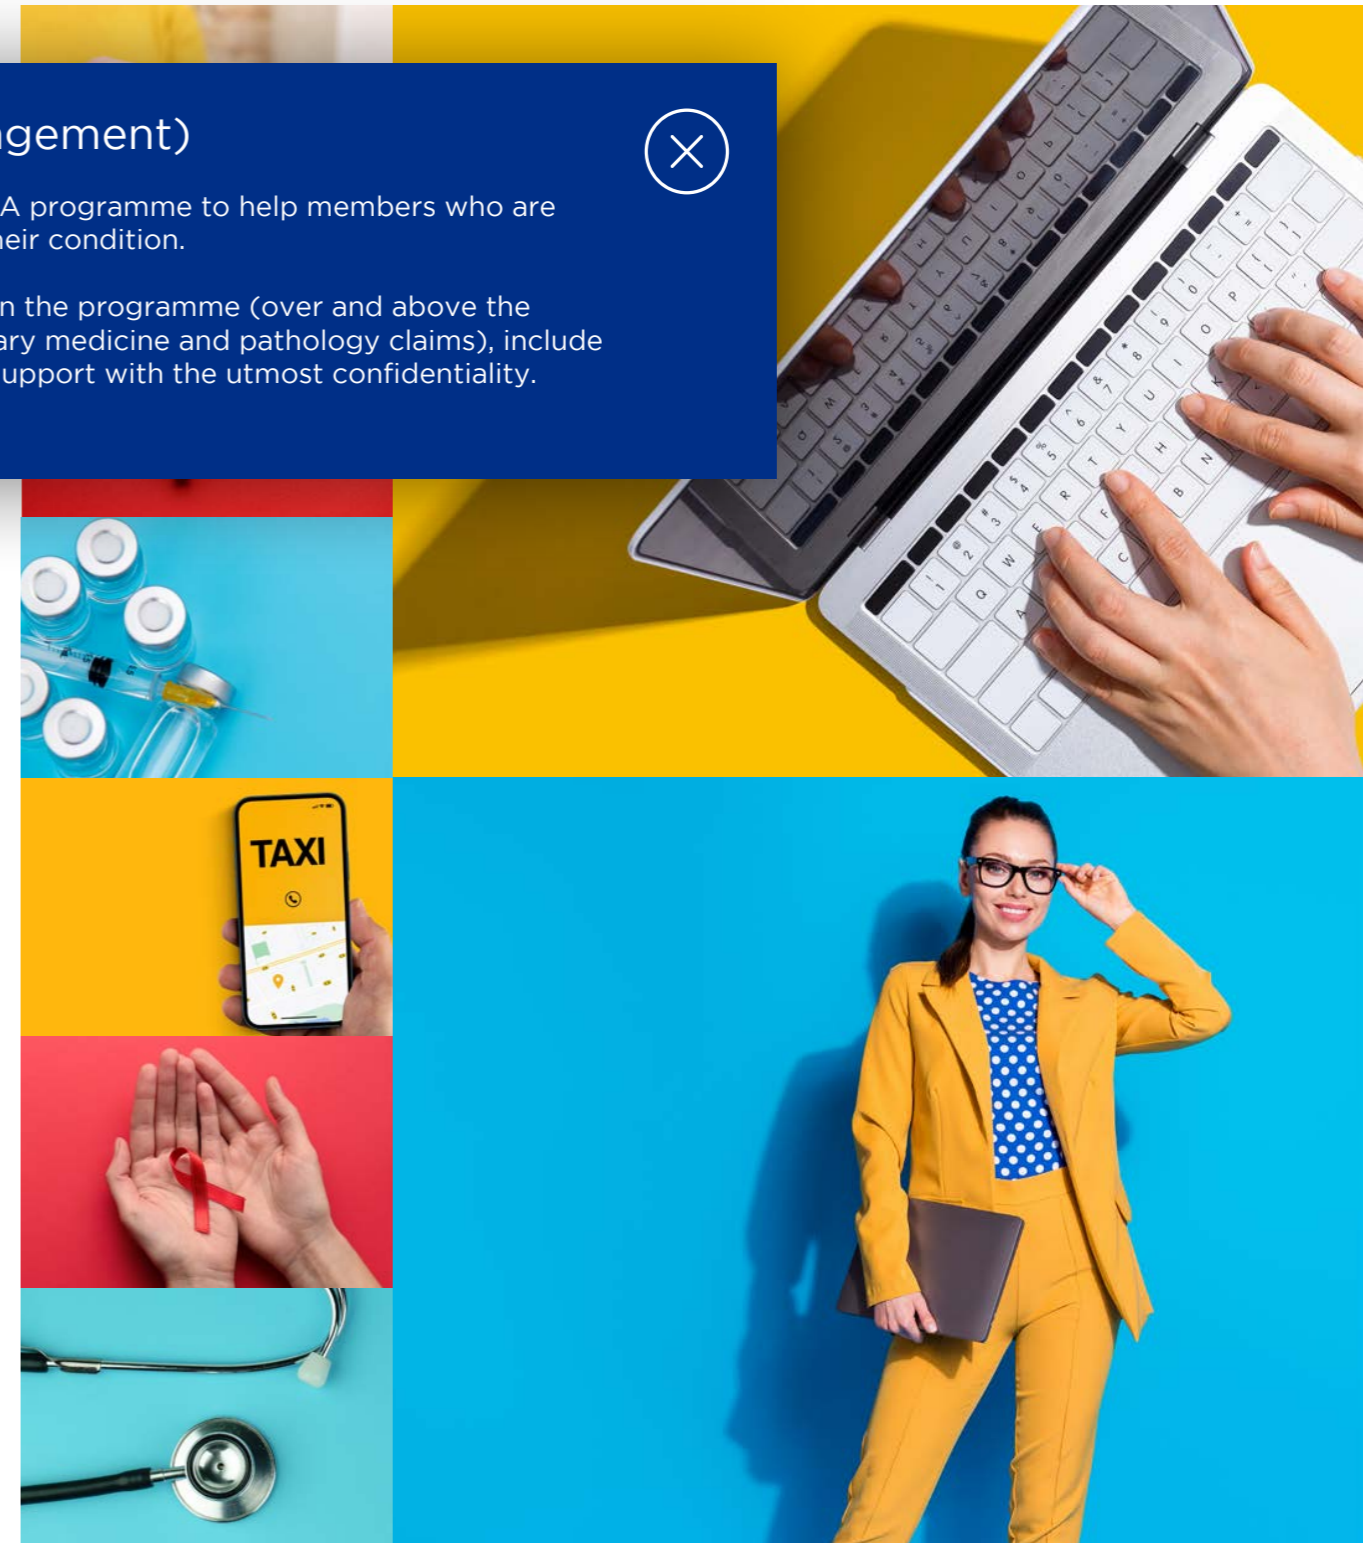 gement)
A programme to help members who are
heir condition.
n the programme (over and above the
ary medicine and pathology claims), include
upport with the utmost confidentiality.
TAXI